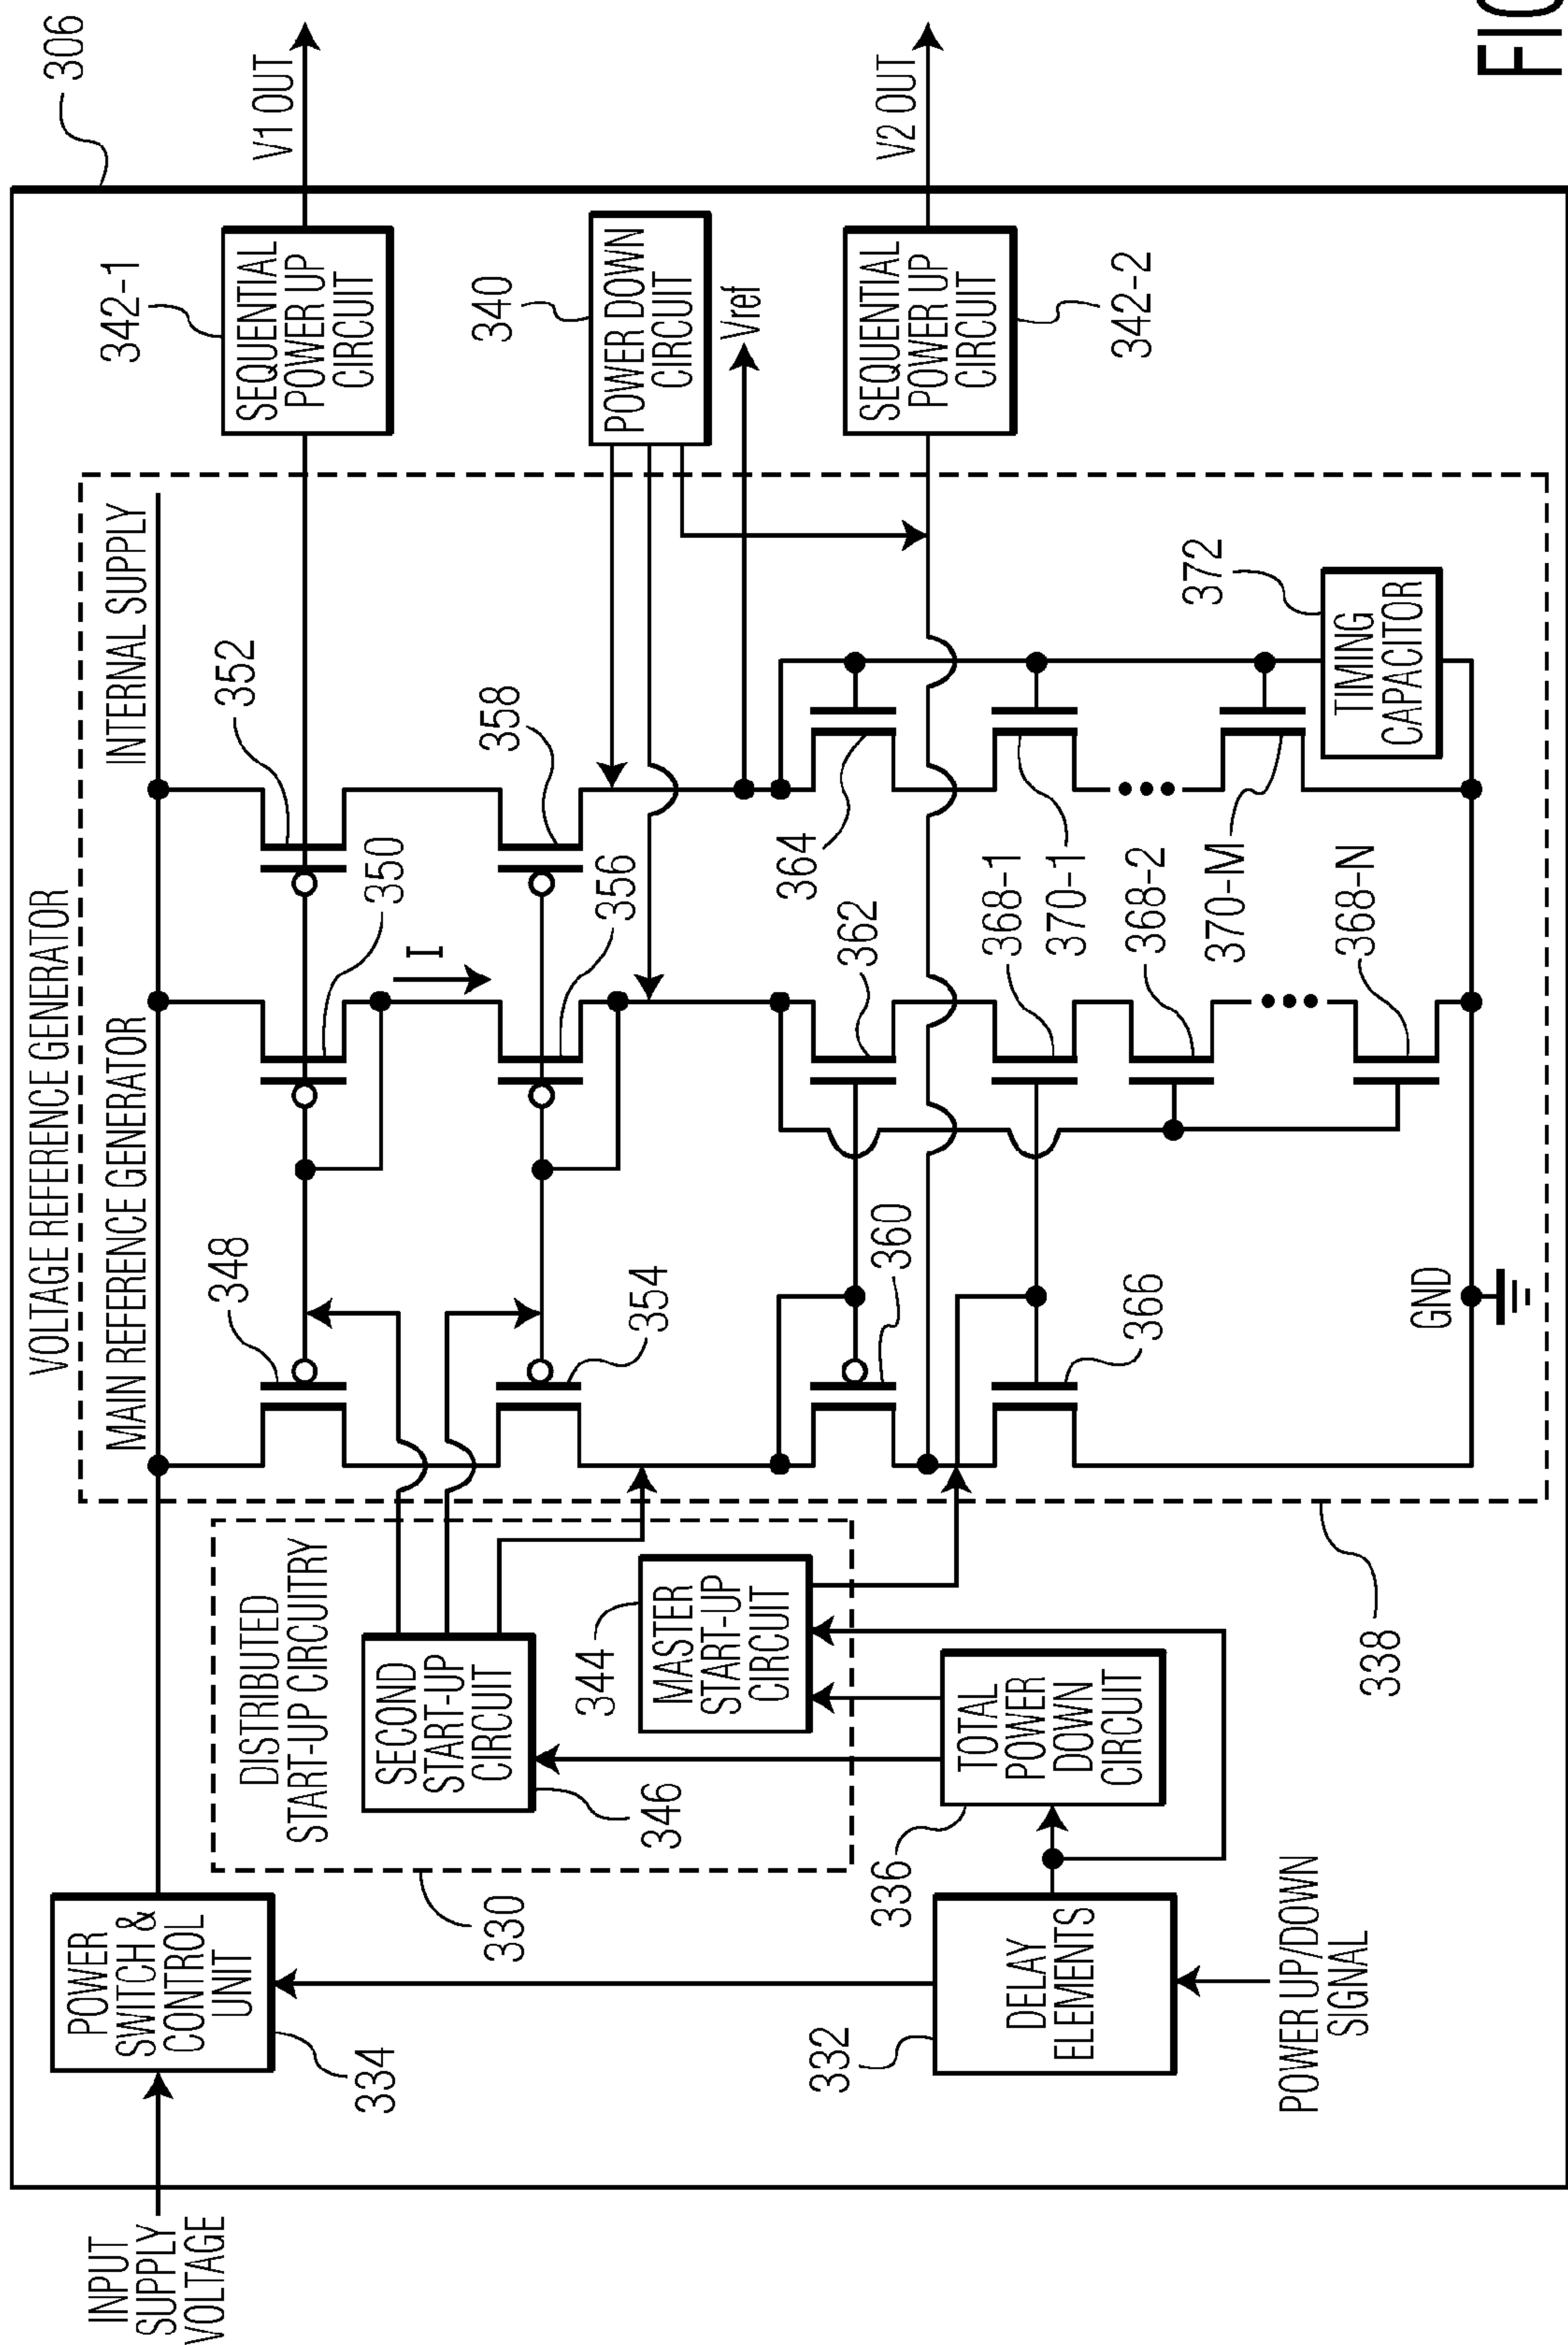 306
VOLTAGE REFERENCE GENERATOR
INPUT
SUPPLY
VOLTAGE
POWER
SWITCH &
CONTROL
UNIT
334
MAIN REFERENCE GENERATOR
INTERNAL SUPPLY
V1 OUT
342-1
SEQUENTIAL
POWER UP
CIRCUIT
348
350
352
I
330
DISTRIBUTED
START-UP CIRCUITRY
SECOND
START-UP
CIRCUIT
346
354
356
358
340
POWER DOWN
CIRCUIT
Vref
344
MASTER
START-UP
CIRCUIT
360
362
364
V2 OUT
SEQUENTIAL
POWER UP
CIRCUIT
342-2
332
DELAY
ELEMENTS
336
TOTAL
POWER
DOWN
CIRCUIT
366
368-1
370-1
368-2
370-M
368-N
372
TIMING
CAPACITOR
POWER UP/DOWN
SIGNAL
338
GND